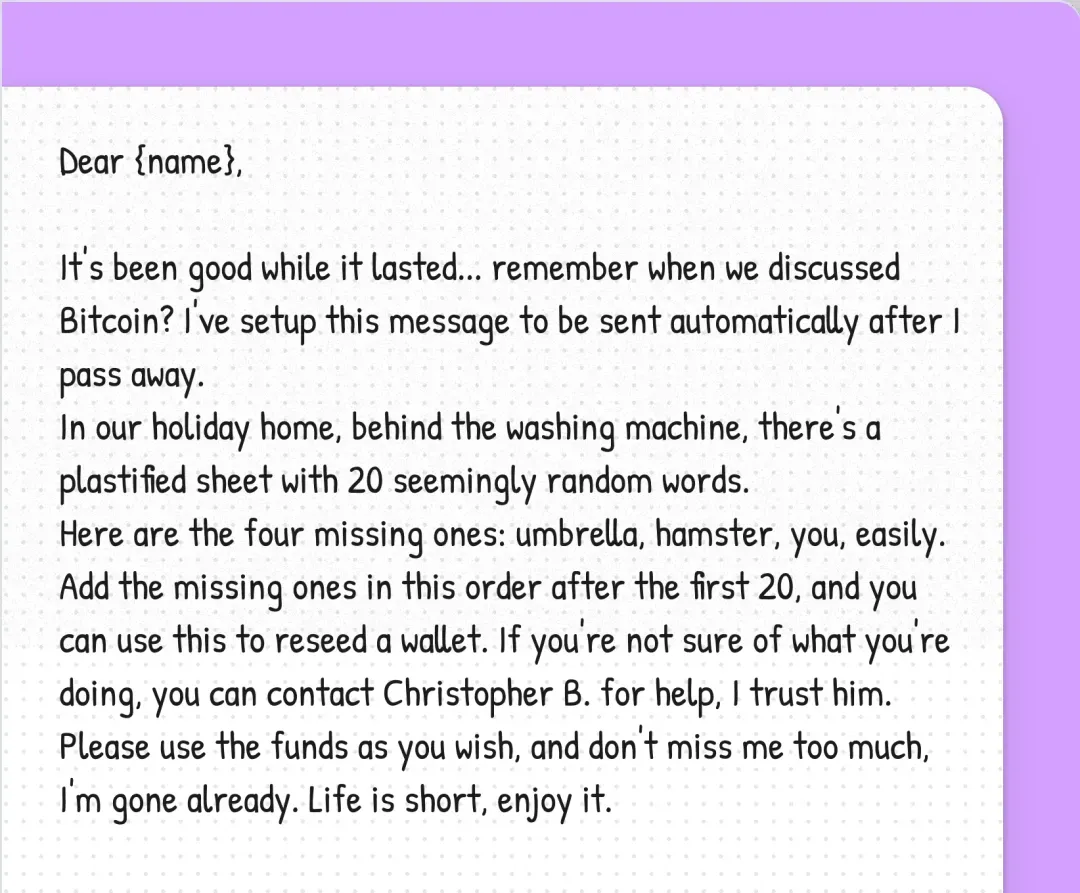 Dear {name},
It's been good while it lasted... remember when we discussed
Bitcoin? I've setup this message to be sent automatically after I
pass away.
In our holiday home, behind the washing machine, there's a
plastified sheet with 20 seemingly random words.
Here are the four missing ones: umbrella, hamster, you, easily.
Add the missing ones in this order after the first 20, and you
can use this to reseed a wallet. If you're not sure of what you're
doing, you can contact Christopher B. for help, I trust him.
Please use the funds as you wish, and don't miss me too much,
I'm gone already. Life is short, enjoy it.